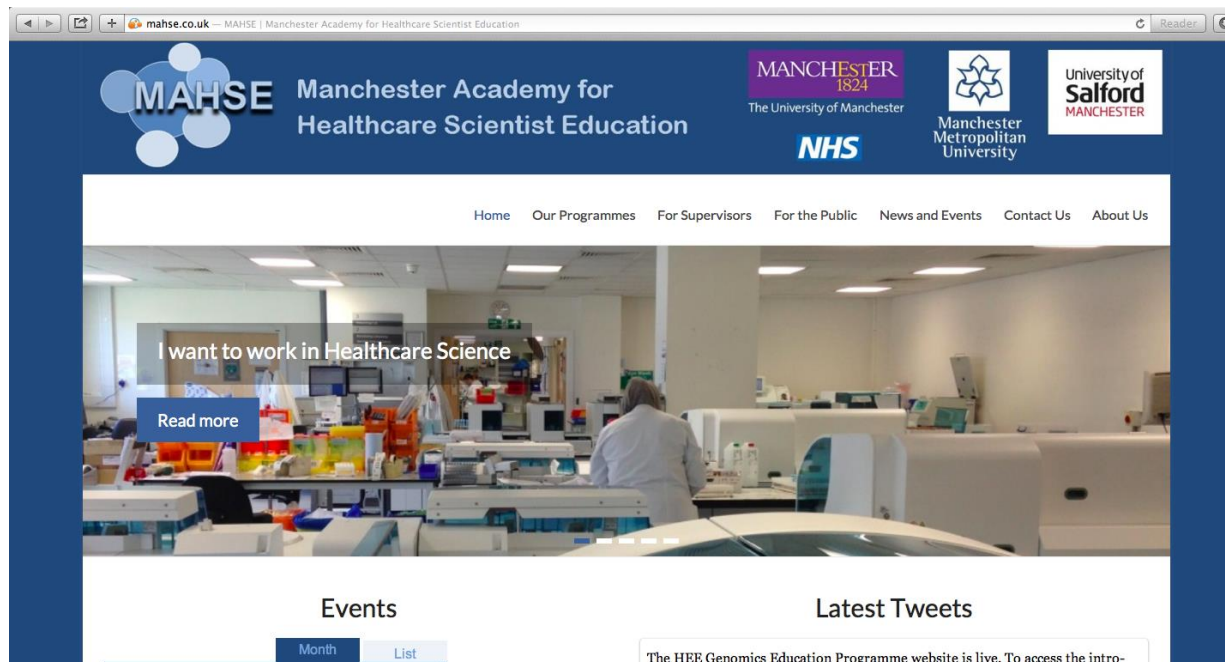 mahse.co.uk — MAHSE | Manchester Academy for Healthcare Scientist Education
Reader
MAHSE
Manchester Academy for
Healthcare Scientist Education
MANCHESTER
1824
The University of Manchester
NHS
Manchester
Metropolitan
University
University of
Salford
MANCHESTER
Home Our Programmes For Supervisors For the Public News and Events Contact Us About Us
I want to work in Healthcare Science
Read more
Events
Latest Tweets
Month List
The HEE Genomics Education Programme website is live. To access the intro-